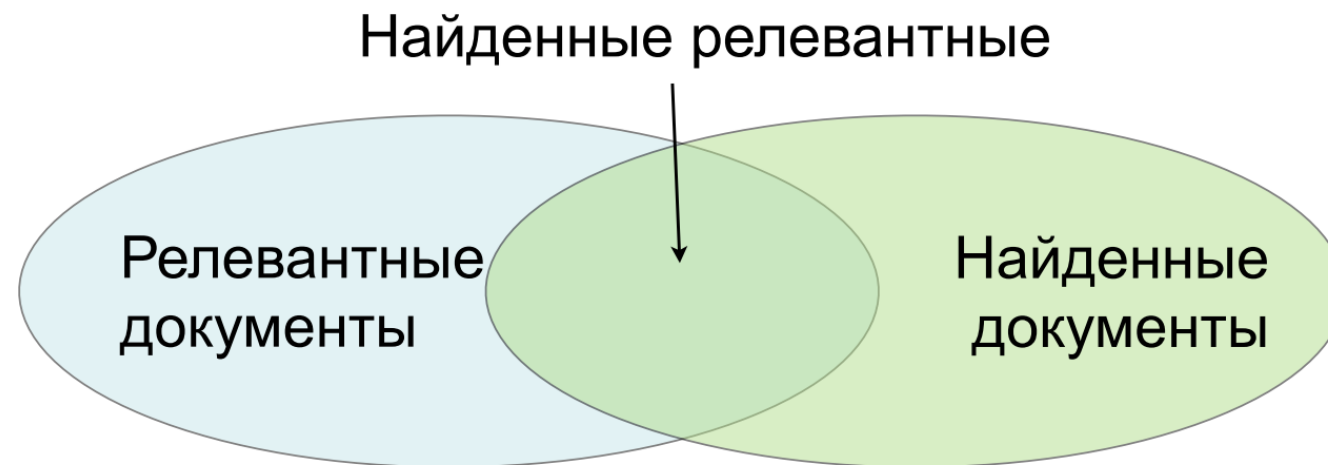 Найденные релевантные
Релевантные
документы
Найденные
документы